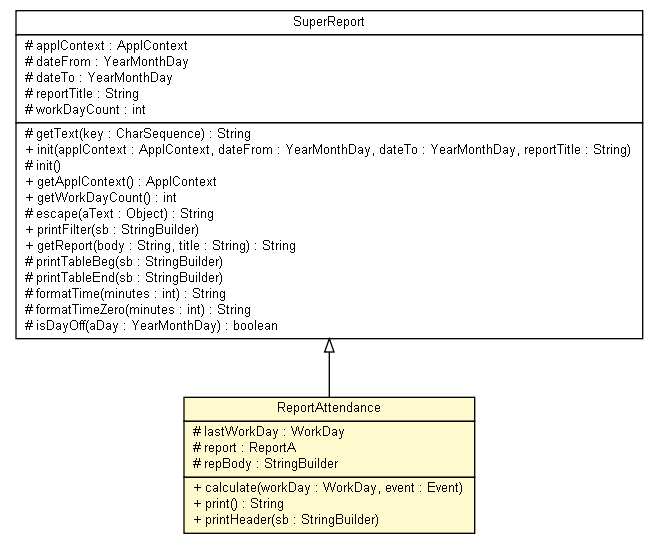 SuperReport
# applContext : ApplContext
# dateFrom : YearMonthDay
# dateTo : YearMonthDay
# reportTitle : String
# workDayCount : int
# getText(key : CharSequence) : String
+ init(applContext : ApplContext, dateFrom : YearMonthDay, dateTo : YearMonthDay, reportTitle : String)
# init()
+ getApplContext() : ApplContext
+ getWorkDayCount() : int
# escape(aText : Object) : String
+ printFilter(sb : StringBuilder)
+ getReport(body : String, title : String) : String
# printTableBeg(sb : StringBuilder)
# printTableEnd(sb : StringBuilder)
# formatTime(minutes : int) : String
# formatTimeZero(minutes : int) : String
# isDayOff(aDay : YearMonthDay) : boolean
ReportAttendance
# lastWorkDay : WorkDay
# report : ReportA
# repBody : StringBuilder
+ calculate(workDay : WorkDay, event : Event)
+ print() : String
+ printHeader(sb : StringBuilder)